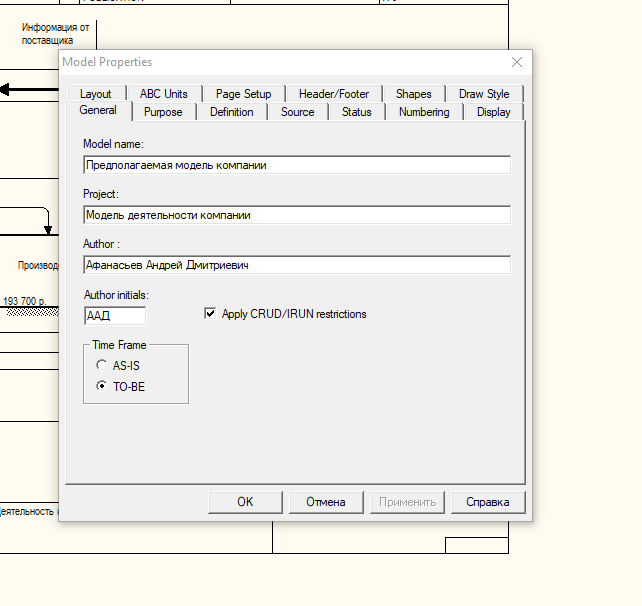 Информация от
поставщика
Model Properties
Layout ABC Units Page Setup Header/Footer Shapes Draw Style
General Purpose Definition Source Status Numbering Display
Model name:
Предполагаемая модель компании
Project:
Модель деятельности компании
Author :
Афанасьев Андрей Дмитриевич
Производ
Author initials:
193 700 р.
ААД
Apply CRUD/IRUN restrictions
Time Frame
AS-IS
TO-BE
OK Отмена Применить Справка
еятельность